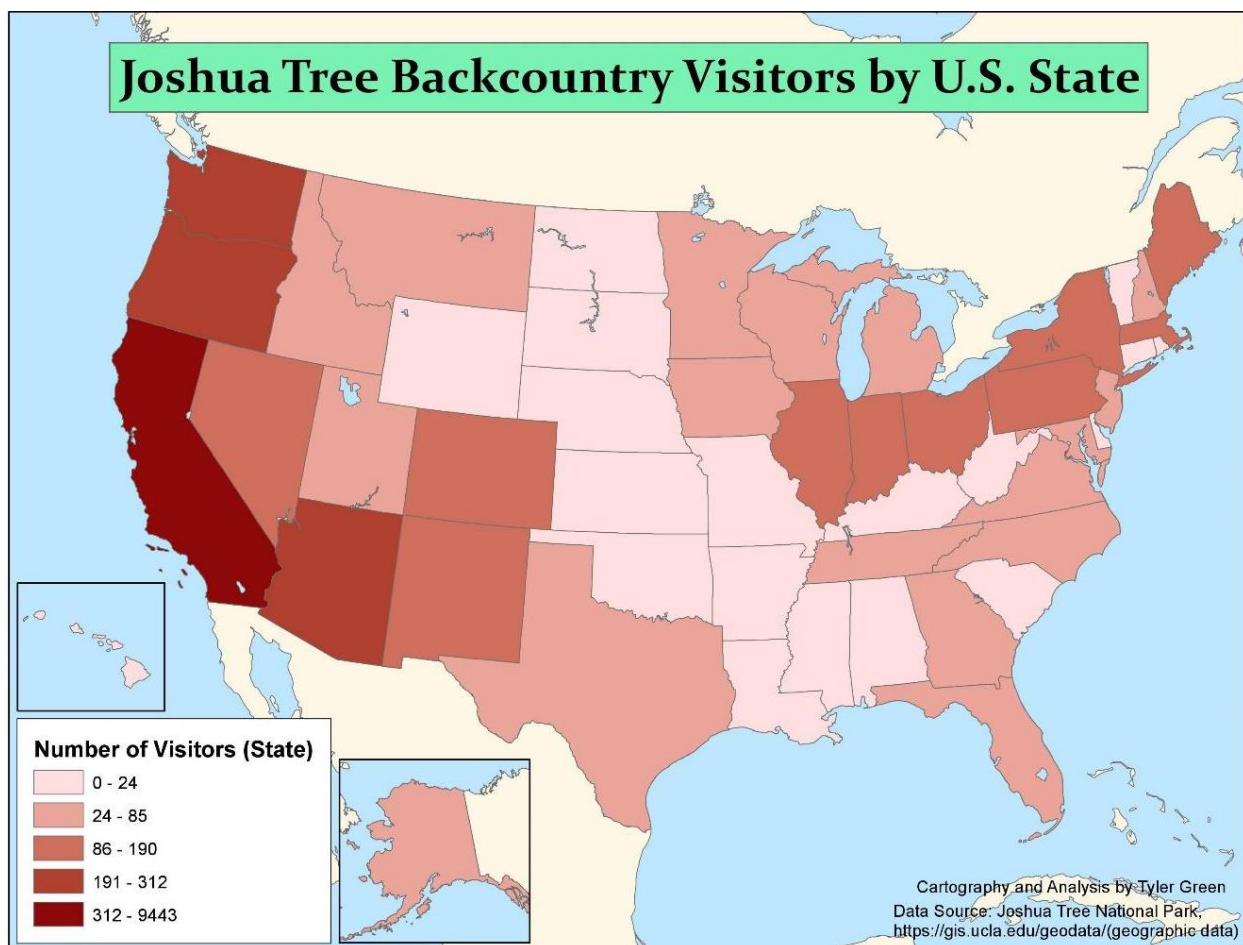 Joshua Tree Backcountry Visitors by U.S. State
Number of Visitors (State)
0 - 24
24 - 85
86 - 190
191 - 312
312 - 9443
Cartography and Analysis by Tyler Green
Data Source: Joshua Tree National Park,
https://gis.ucla.edu/geodata/(geographic data)